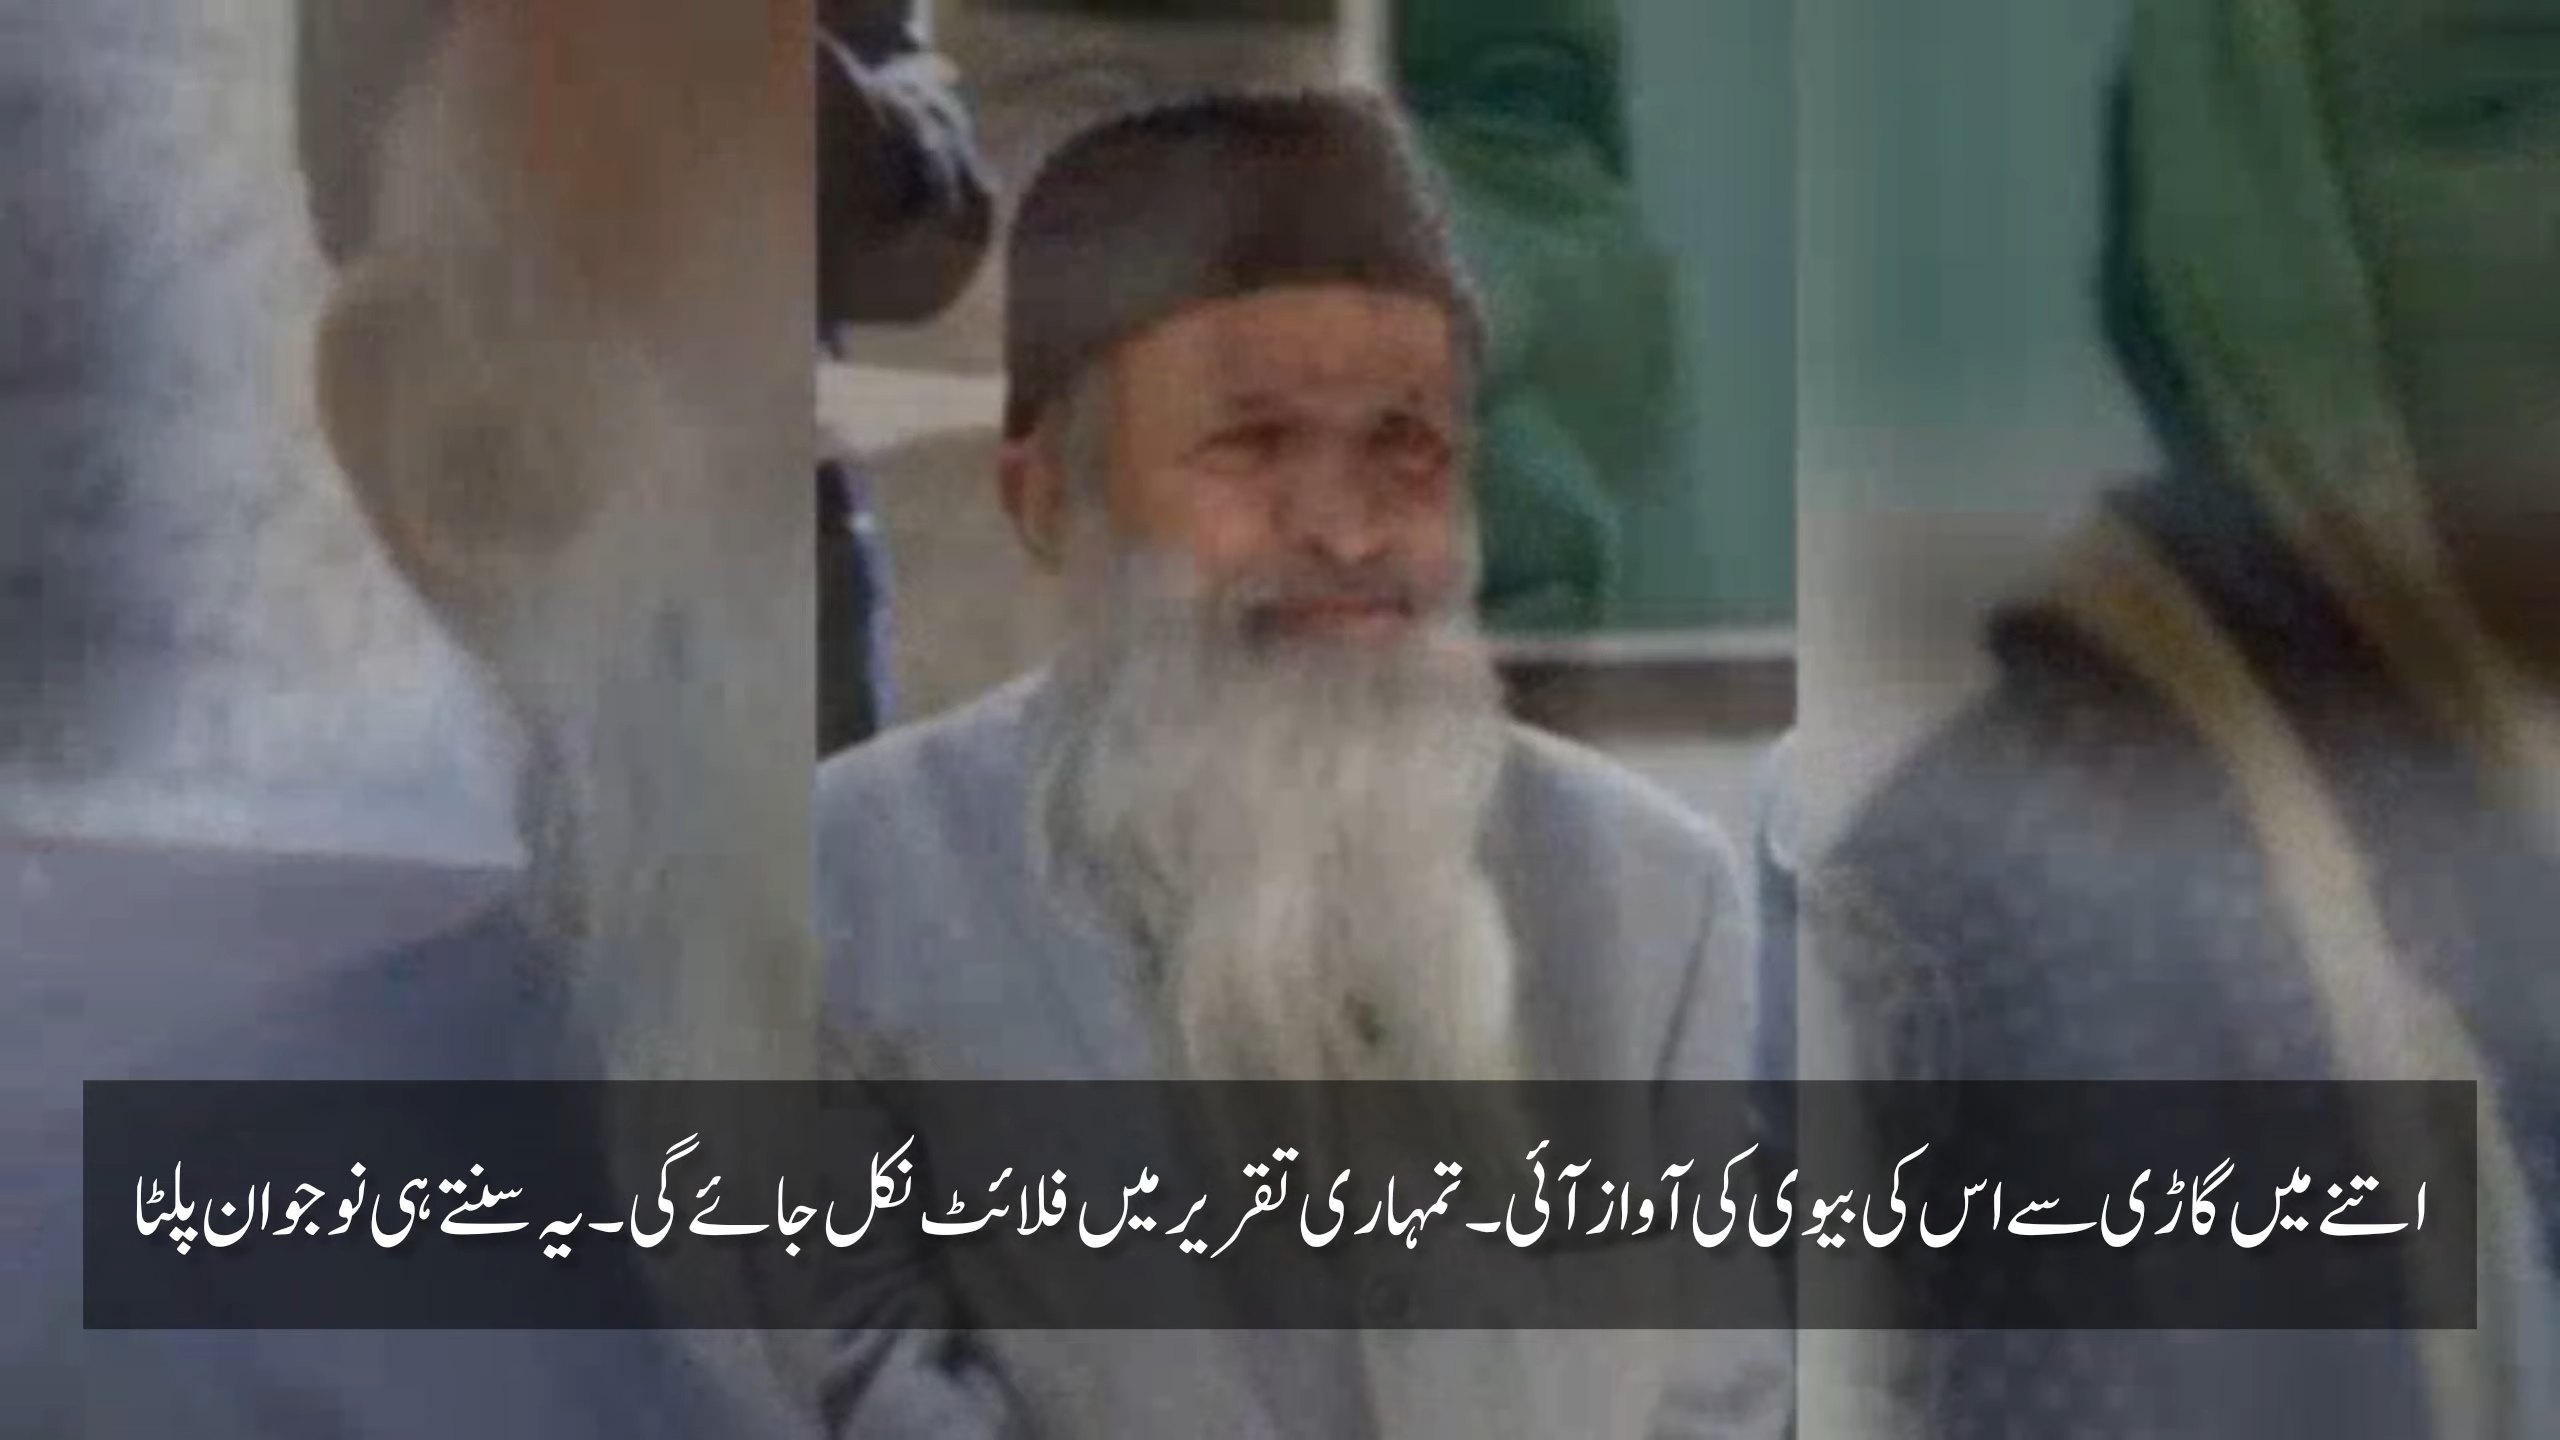 اتنے میں گاڑی سے اس کی بیوی کی آواز آئی۔ تمہاری تقریر میں فلائٹ نکل جائے گی۔ یہ سنتے ہی نوجوان پلٹا